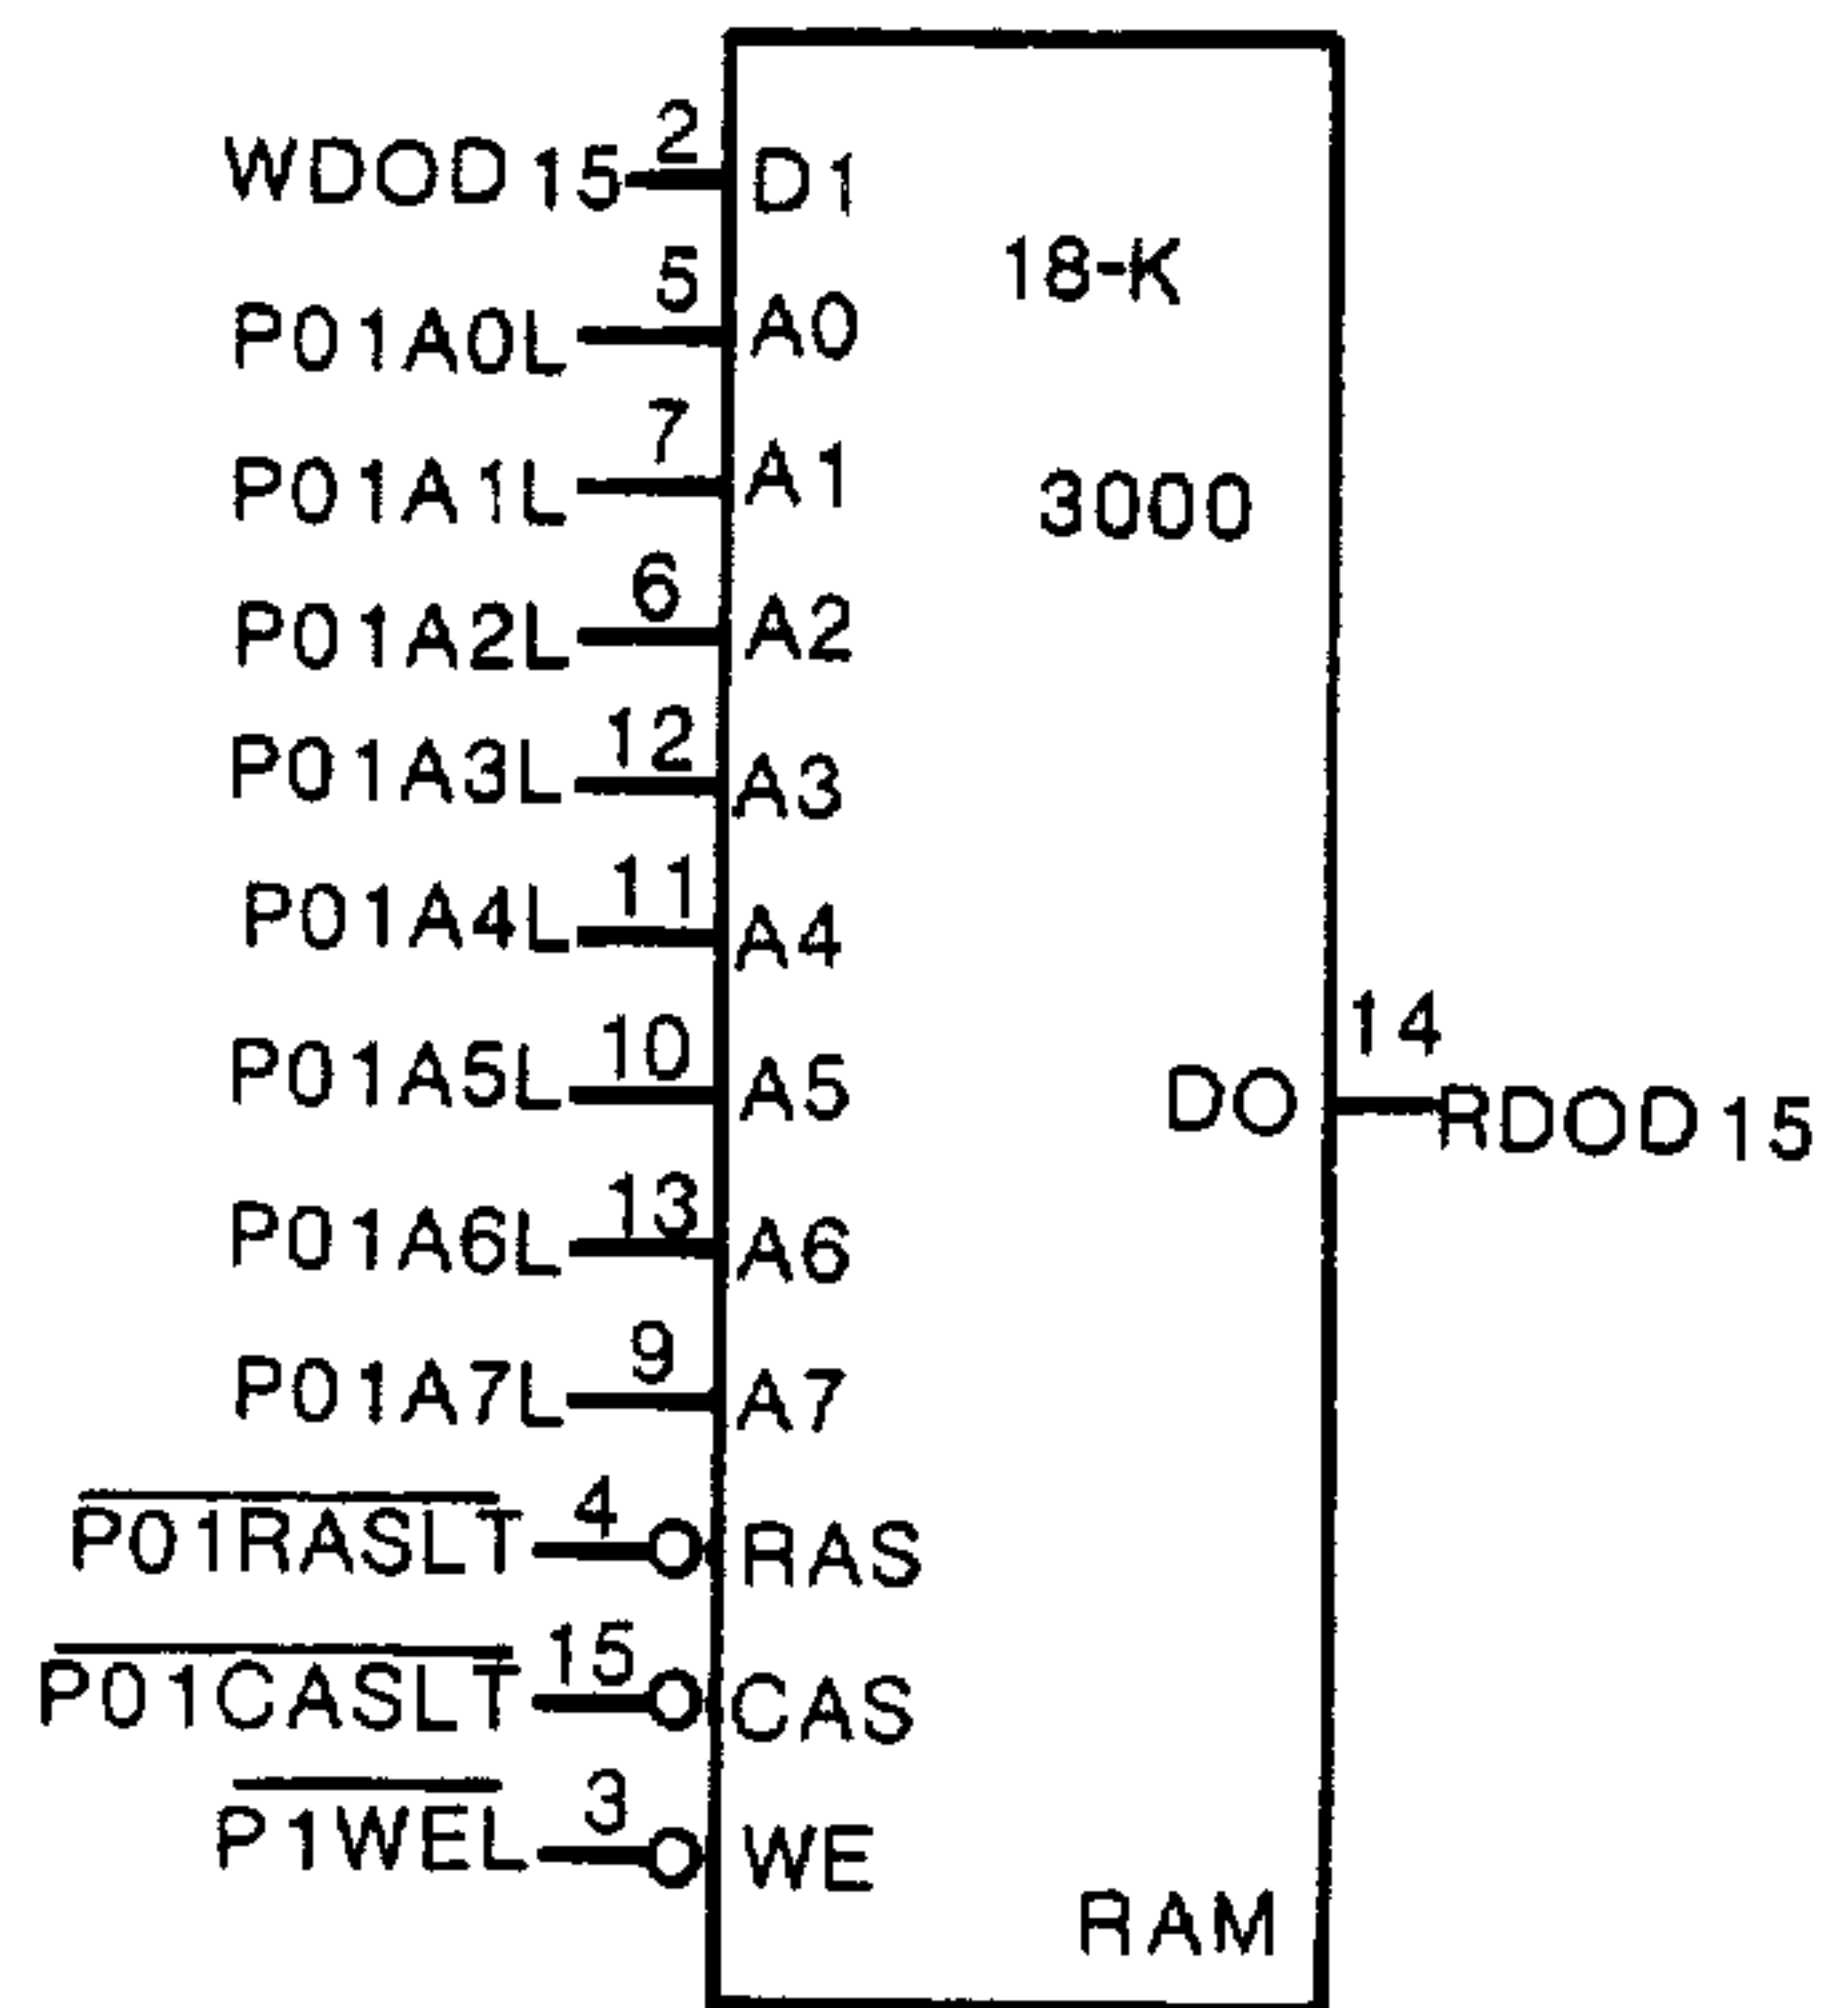 WDOD15 2 D1
18-K
P01A0L 5 A0
P01A1L 7 A1
3000
P01A2L 6 A2
P01A3L 12 A3
P01A4L 11 A4
P01A5L 10 A5
DO 14 RDOD15
P01A6L 13 A6
P01A7L 9 A7
P01RASLT 4 RAS
P01CASLT 15 CAS
P1WEL 3 WE
RAM